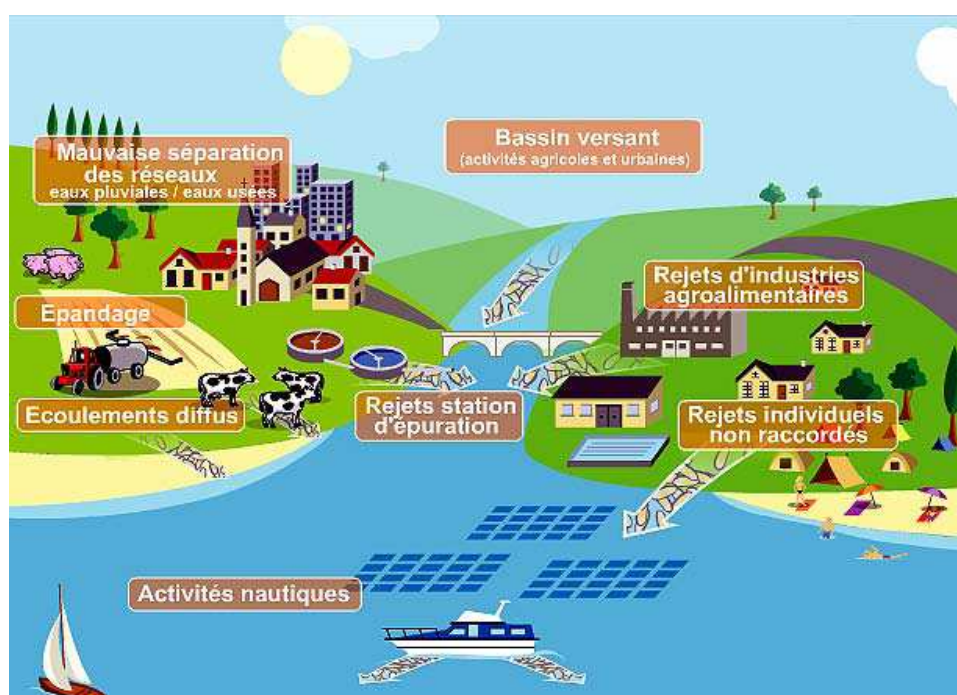 Mauvaise séparation
des réseaux
eaux pluviales / eaux usées
Bassin versant
(activités agricoles et urbaines)
Rejets d'industries
agroalimentaires
Epandage
Ecoulements diffus
Rejets station
d'épuration
Rejets individuels
non raccordés
Activités nautiques